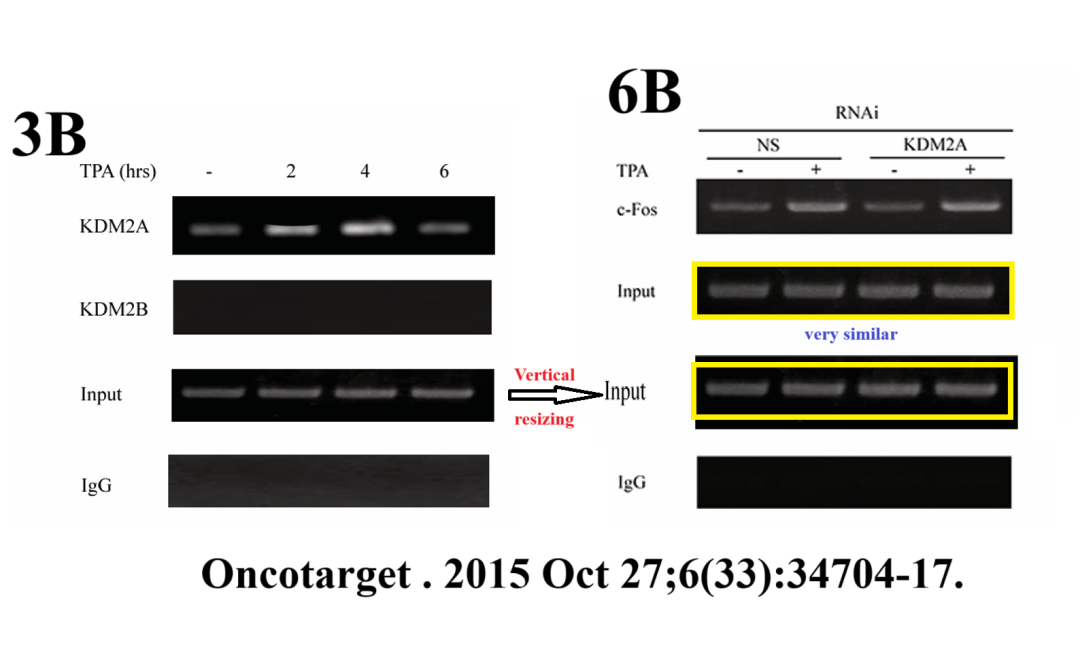 3B
TPA (hrs) - 2 4 6
KDM2A
KDM2B
Input
IgG
Vertical
resizing
6B
RNAi
NS KDM2A
TPA - + - +
c-Fos
Input
very similar
Input
IgG
Oncotarget . 2015 Oct 27;6(33):34704-17.